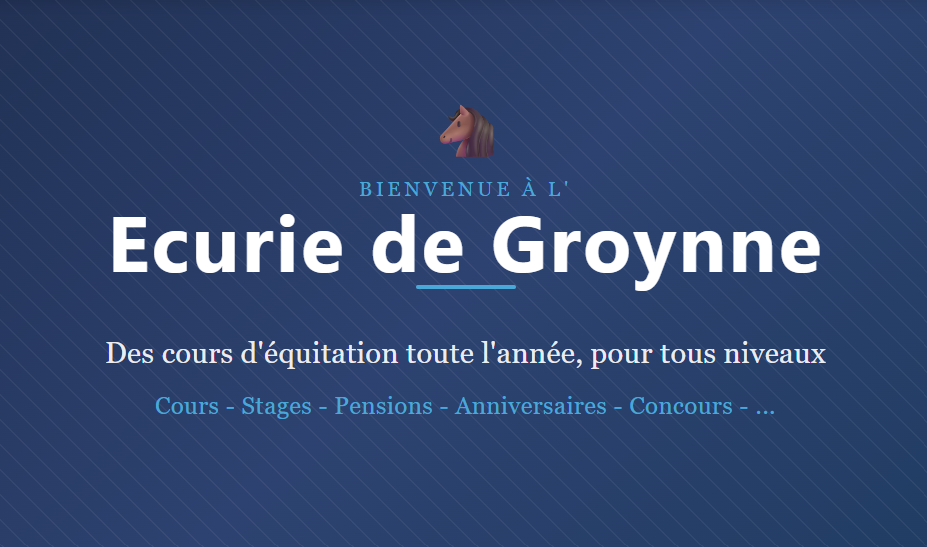 BIENVENUE À L'
Ecurie de Groynne
Des cours d'équitation toute l'année, pour tous niveaux
Cours - Stages - Pensions - Anniversaires - Concours - ...